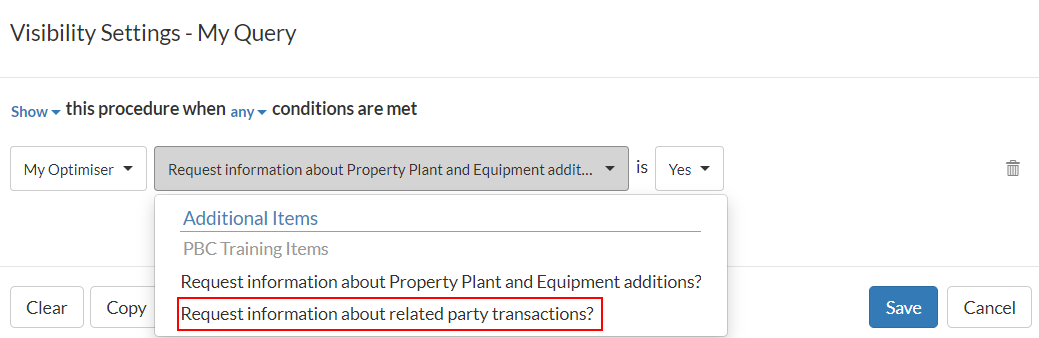 Visibility Settings - My Query
Show this procedure when any conditions are met
My Optimiser Request information about Property Plant and Equipment addit... is Yes
Additional Items
PBC Training Items
Request information about Property Plant and Equipment additions?
Request information about related party transactions?
Clear Copy Save Cancel